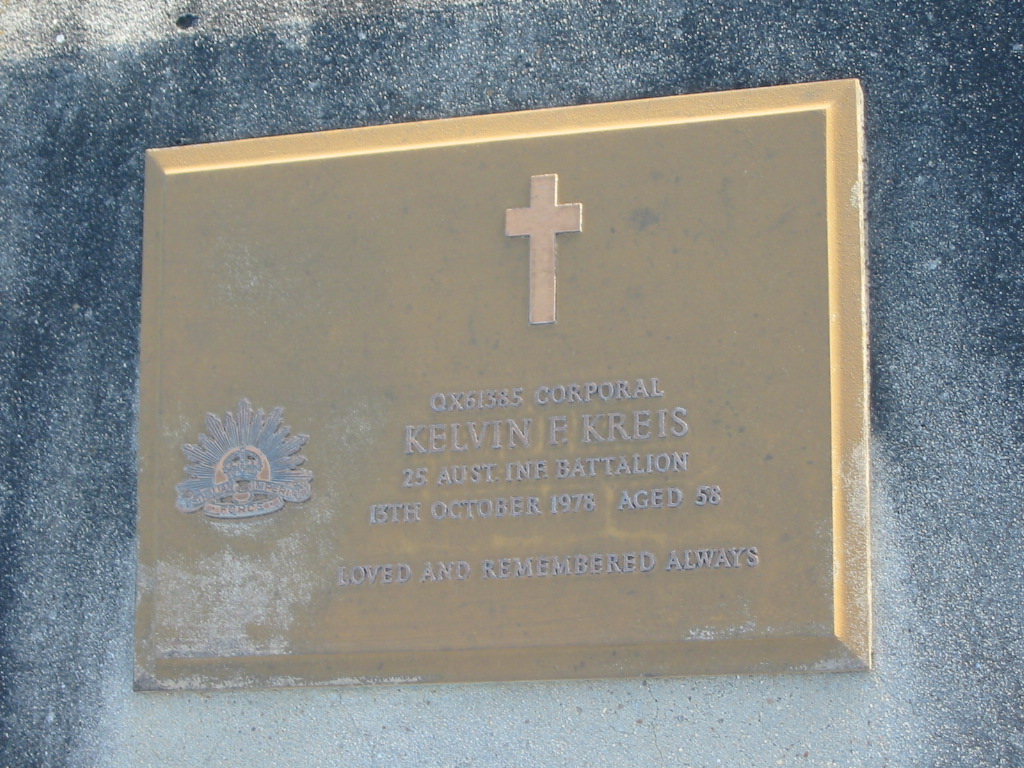 QX61385 CORPORAL
KELVIN F. KREIS
25 AUST. INF. BATTALION
13TH OCTOBER 1978 AGED 58
LOVED AND REMEMBERED ALWAYS